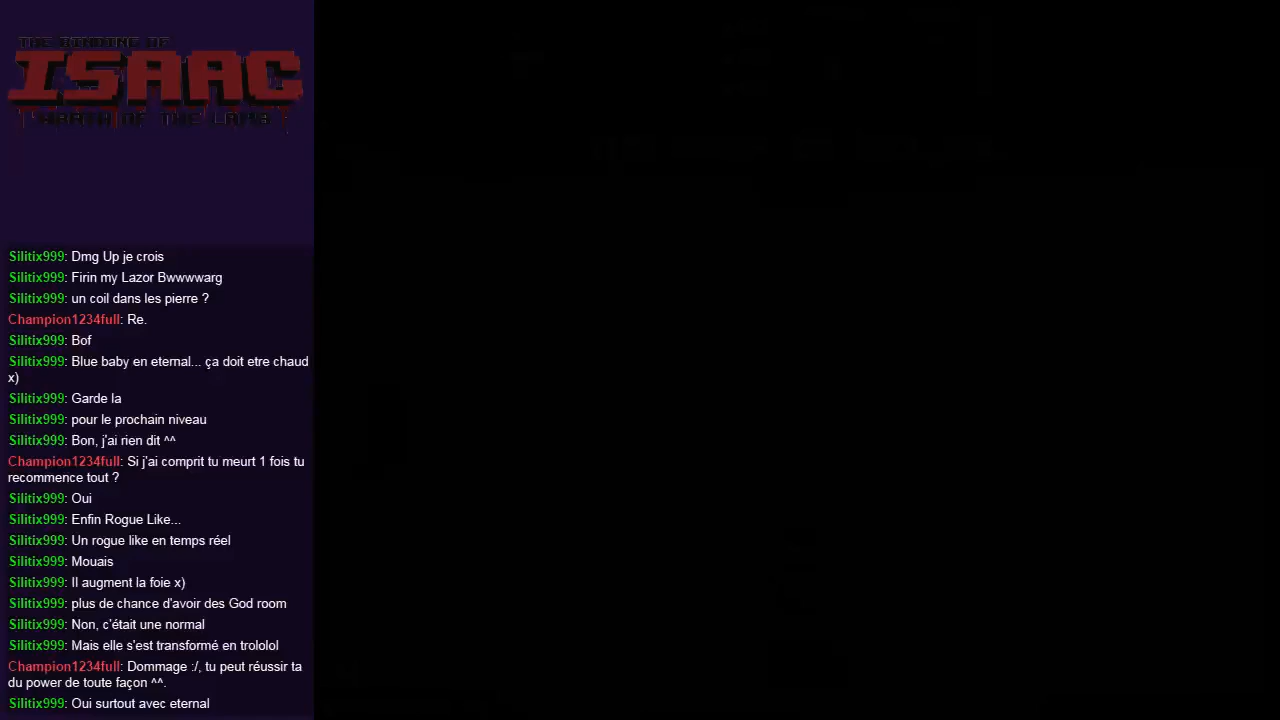 THE BINDING OF
ISAAC
WRATH OF THE LAMB
Silitix999: Dmg Up je crois
Silitix999: Firin my Lazor Bwwwwarg
Silitix999: un coil dans les pierre ?
Champion1234full: Re.
Silitix999: Bof
Silitix999: Blue baby en eternal... ça doit etre chaud
x)
Silitix999: Garde la
Silitix999: pour le prochain niveau
Silitix999: Bon, j'ai rien dit ^^
Champion1234full: Si j'ai comprit tu meurt 1 fois tu
recommence tout ?
Silitix999: Oui
Silitix999: Enfin Rogue Like...
Silitix999: Un rogue like en temps réel
Silitix999: Mouais
Silitix999: Il augment la foie x)
Silitix999: plus de chance d'avoir des God room
Silitix999: Non, c'était une normal
Silitix999: Mais elle s'est transformé en trololol
Champion1234full: Dommage :/, tu peut réussir ta
du power de toute façon ^^.
Silitix999: Oui surtout avec eternal